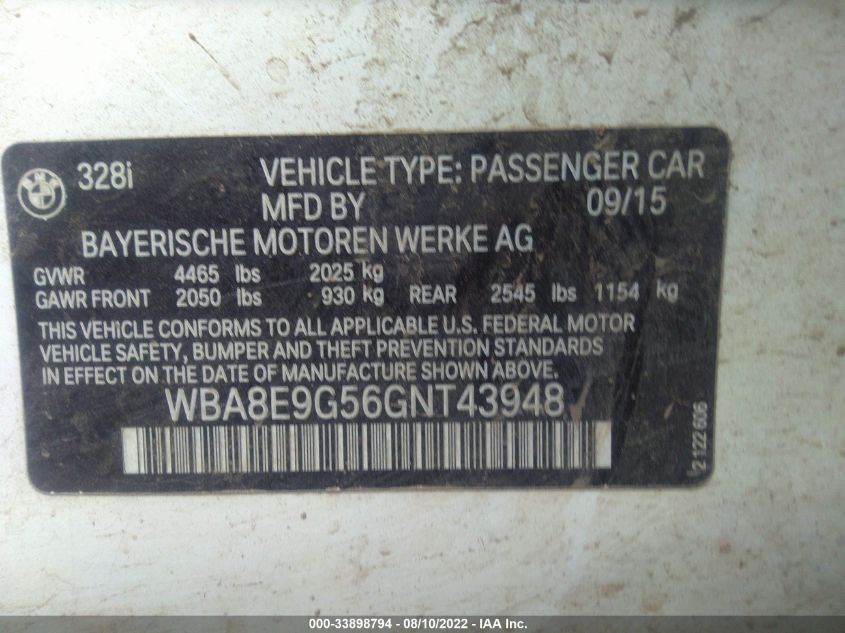 328i VEHICLE TYPE: PASSENGER CAR
MFD BY 09/15
BAYERISCHE MOTOREN WERKE AG
GVWR 4465 lbs 2025 kg
GAWR FRONT 2050 lbs 930 kg REAR 2545 lbs 1154 kg
THIS VEHICLE CONFORMS TO ALL APPLICABLE U.S. FEDERAL MOTOR
VEHICLE SAFETY, BUMPER AND THEFT PREVENTION STANDARDS
IN EFFECT ON THE DATE OF MANUFACTURE SHOWN ABOVE.
WBA8E9G56GNT43948
2 122 606
000-33898794 - 08/10/2022 - IAA Inc.